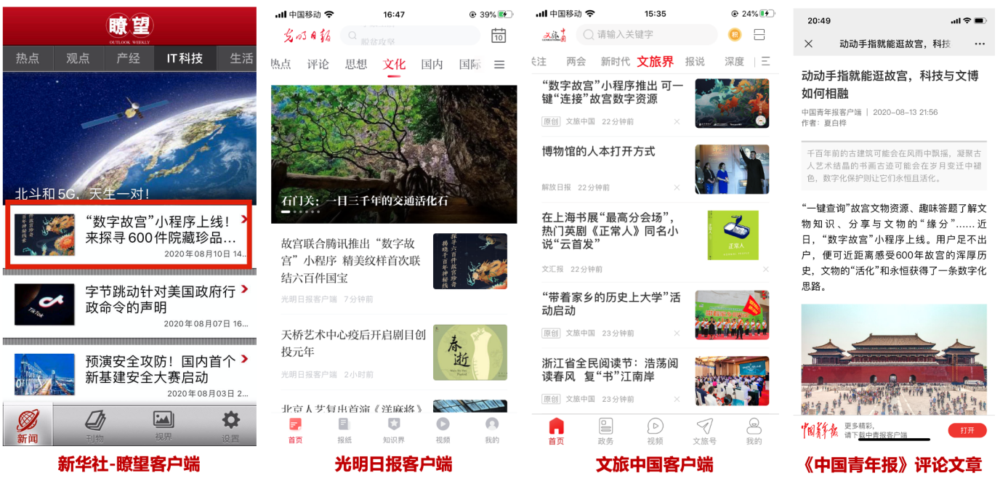 瞭望
OUTLOOK WEEKLY
热点 观点 产经 IT科技 生活
北斗和5G，天生一对！
“数字故宫”小程序上线！
来探寻600件院藏珍品...
2020年08月10日 14...
字节跳动针对美国政府行
政命令的声明
2020年08月07日 16...
TikTok
预演安全攻防！国内首个
新基建安全大赛启动
2020年08月03日 2...
新闻 刊物 视界 设置
新华社-瞭望客户端
中国移动 16:47 39%
光明日报
脱贫攻坚
10
热点 评论 思想 文化 国内 国际
石门关：一日三千年的交通活化石
故宫联合腾讯推出“数字故
宫”小程序 精美纹样首次联
结六百件国宝
光明日报客户端 7分钟前
探寻六百件故宫珍奇
揭晓千百年神秘线索
天桥艺术中心疫后开启剧目创
投元年
光明日报客户端 2小时前
春逝
北京人艺复出首演《洋麻将》
首页 报纸 知识界 视频 我的
光明日报客户端
中国移动 15:35 24%
文旅中国
请输入关键字
积
关注 两会 新时代 文旅界 报说 深度
“数字故宫”小程序推出 可一
键“连接”故宫数字资源
原创 文旅中国 22分钟前
博物馆的人本打开方式
解放日报 22分钟前
在上海书展“最高分会场”，
热门英剧《正常人》同名小
说“云首发”
文汇报 22分钟前
正常人
“带着家乡的历史上大学”活
动启动
原创 文旅中国 23分钟前
浙江省全民阅读节：浩荡阅
读春风 复“书”江南岸
原创 文旅中国 23分钟前
首页 政务 视频 文旅号 我的
文旅中国客户端
20:49
动动手指就能逛故宫，科技
动动手指就能逛故宫，科技与文博
如何相融
中国青年报客户端 | 2020-08-13 21:56
作者：夏白桦
千百年前的古建筑可能会在风雨中飘摇，凝聚古
人艺术结晶的书画古迹可能会在岁月变迁中褪
色，数字化保护则让它们永恒且活化。
“一键查询”故宫文物资源、趣味答题了解文
物知识、分享与文物的“缘分”……近
日，“数字故宫”小程序上线。用户足不出
户，便可近距离感受600年故宫的浑厚历
史，文物的“活化”和永恒获得了一条数字化
思路。
中国青年报
更多精彩，
请下载中青报客户端
打开
《中国青年报》评论文章